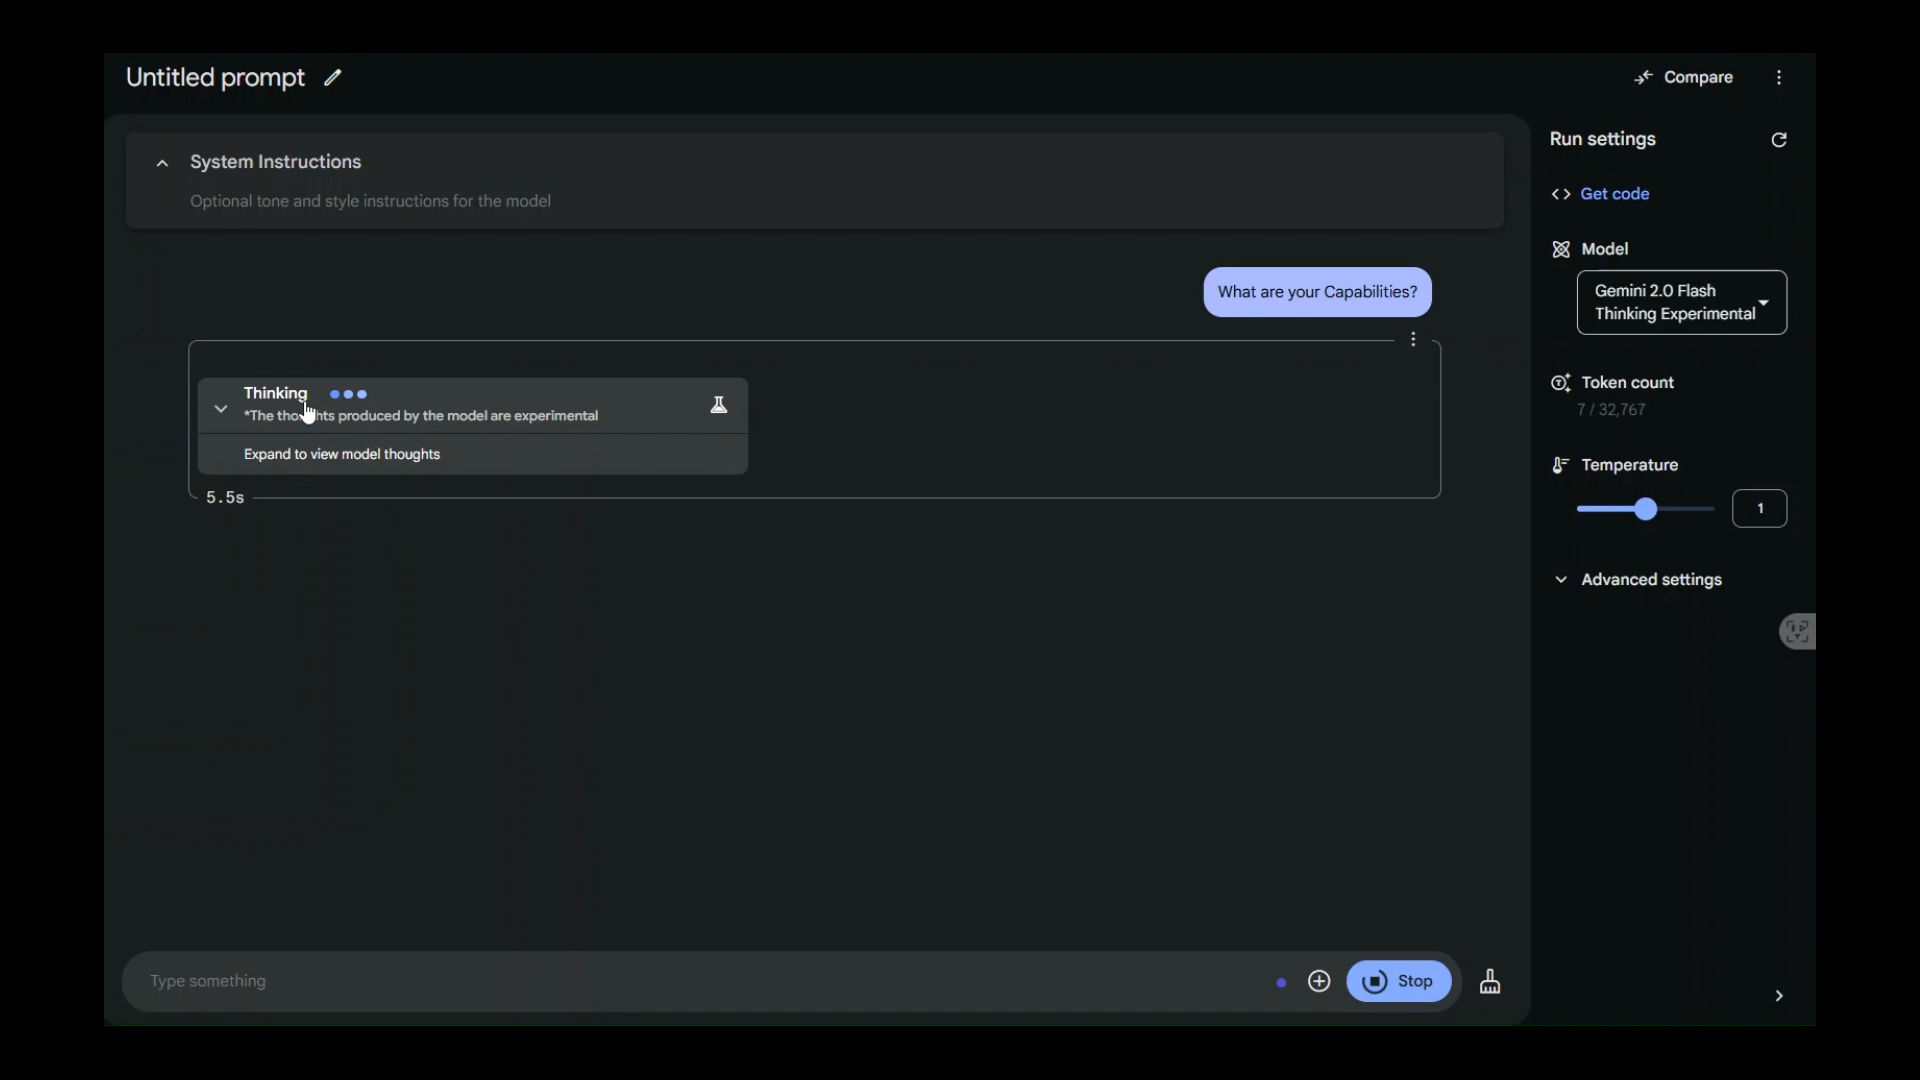 Untitled prompt
Compare
System Instructions
Optional tone and style instructions for the model
What are your Capabilities?
Thinking
*The thoughts produced by the model are experimental
Expand to view model thoughts
5.5s
Type something
Stop
Run settings
<> Get code
Model
Gemini 2.0 Flash
Thinking Experimental
Token count
7 / 32,767
Temperature
1
Advanced settings